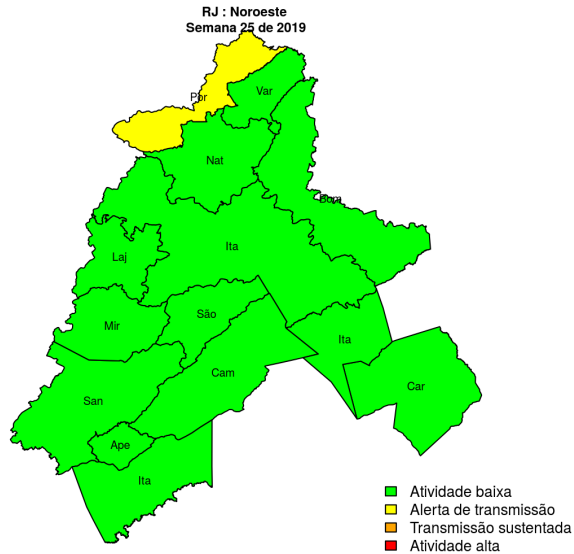 RJ : Noroeste
Semana 25 de 2019
Por
Var
Nat
Bom
Ita
Laj
São
Mir
Ita
Cam
Car
San
Ape
Ita
Atividade baixa
Alerta de transmissão
Transmissão sustentada
Atividade alta